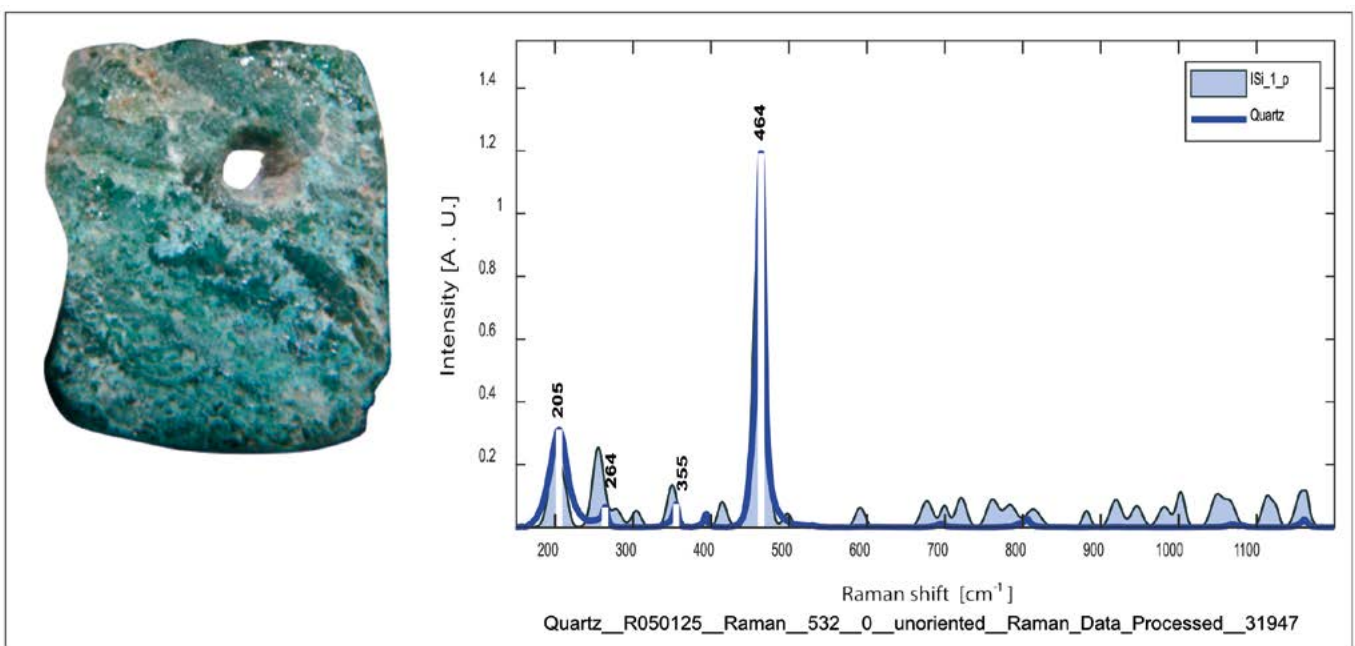 ISi_1_p
Quartz
1.4
1.2
1
0.8
0.6
0.4
0.2
Intensity [A . U.]
205
264
355
464
200 300 400 500 600 700 800 900 1000 1100
Raman shift [cm⁻¹]
Quartz__R050125__Raman__532__0__unoriented__Raman_Data_Processed__31947